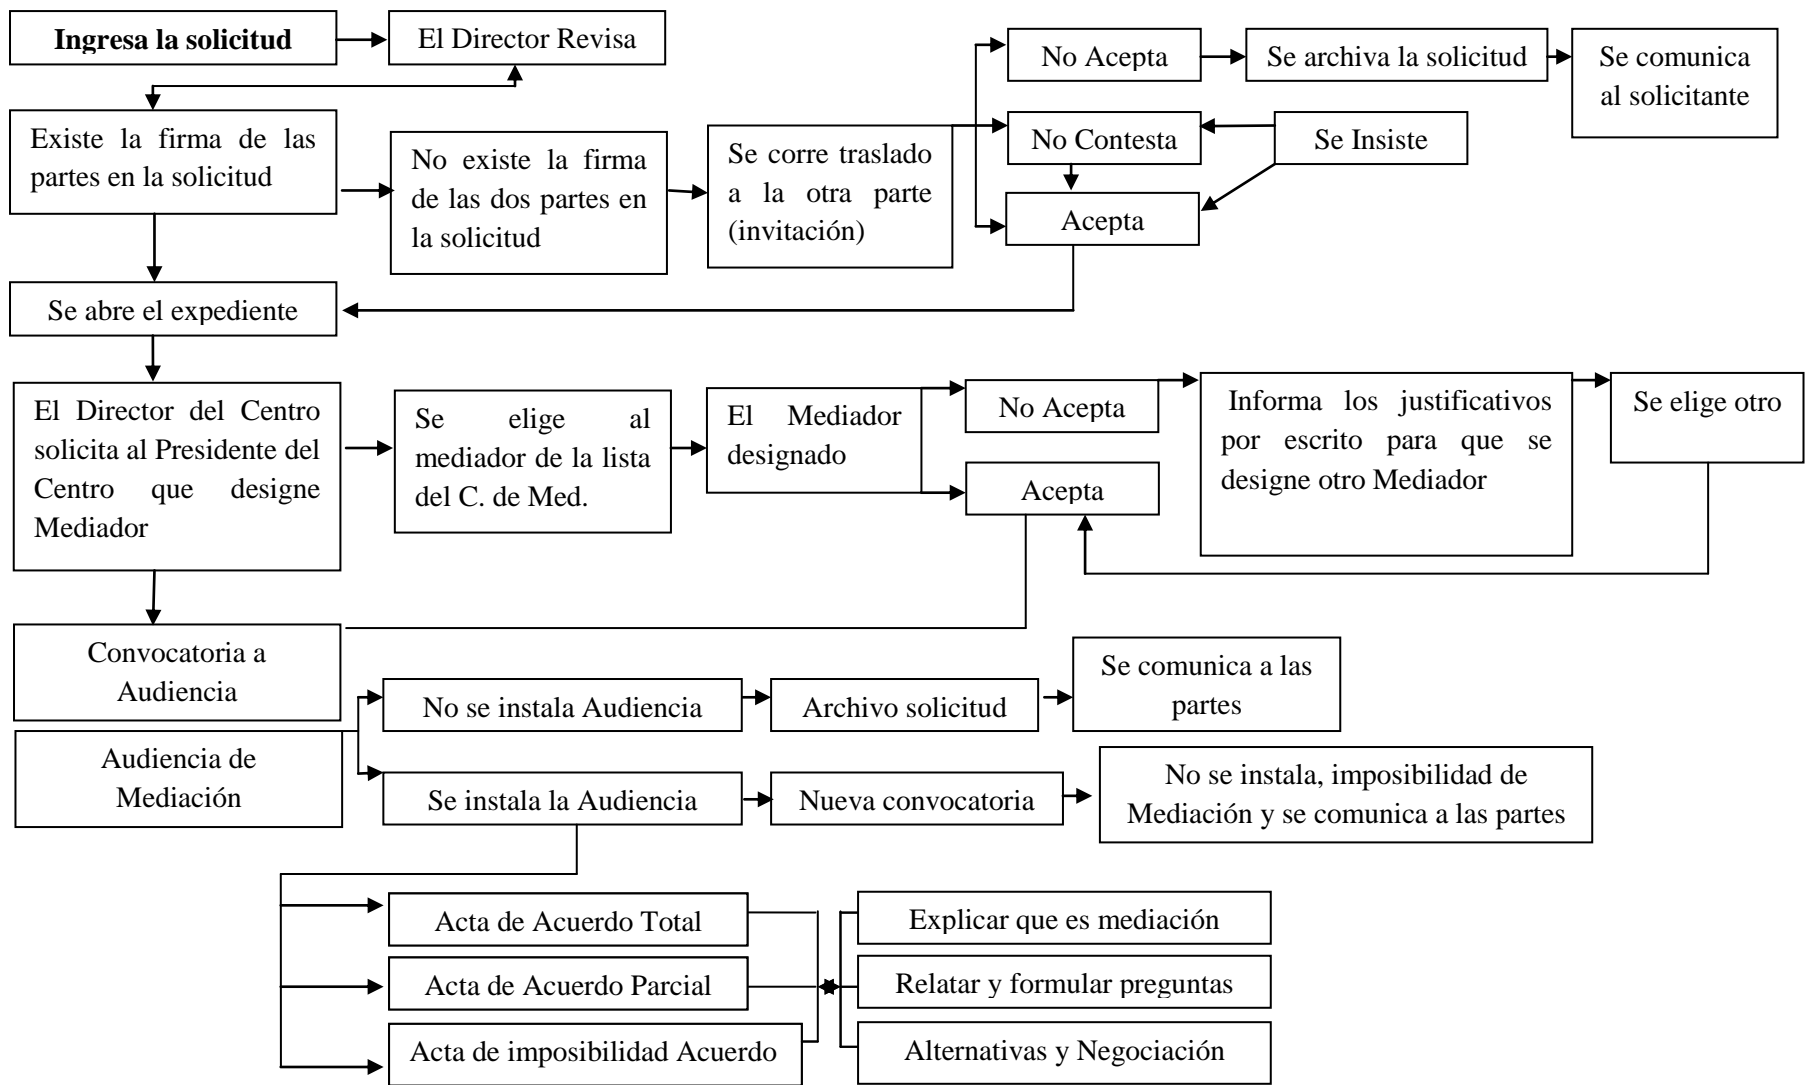 Ingresa la solicitud
El Director Revisa
No Acepta
Se archiva la solicitud
Se comunica
al solicitante
Existe la firma de las
partes en la solicitud
No existe la firma
de las dos partes en
la solicitud
Se corre traslado
a la otra parte
(invitación)
No Contesta
Se Insiste
Acepta
Se abre el expediente
El Director del Centro
solicita al Presidente del
Centro que designe
Mediador
Se elige al
mediador de la lista
del C. de Med.
El Mediador
designado
No Acepta
Informa los justificativos
por escrito para que se
designe otro Mediador
Se elige otro
Acepta
Convocatoria a
Audiencia
No se instala Audiencia
Archivo solicitud
Se comunica a las
partes
Audiencia de
Mediación
Se instala la Audiencia
Nueva convocatoria
No se instala, imposibilidad de
Mediación y se comunica a las partes
Acta de Acuerdo Total
Explicar que es mediación
Acta de Acuerdo Parcial
Relatar y formular preguntas
Acta de imposibilidad Acuerdo
Alternativas y Negociación